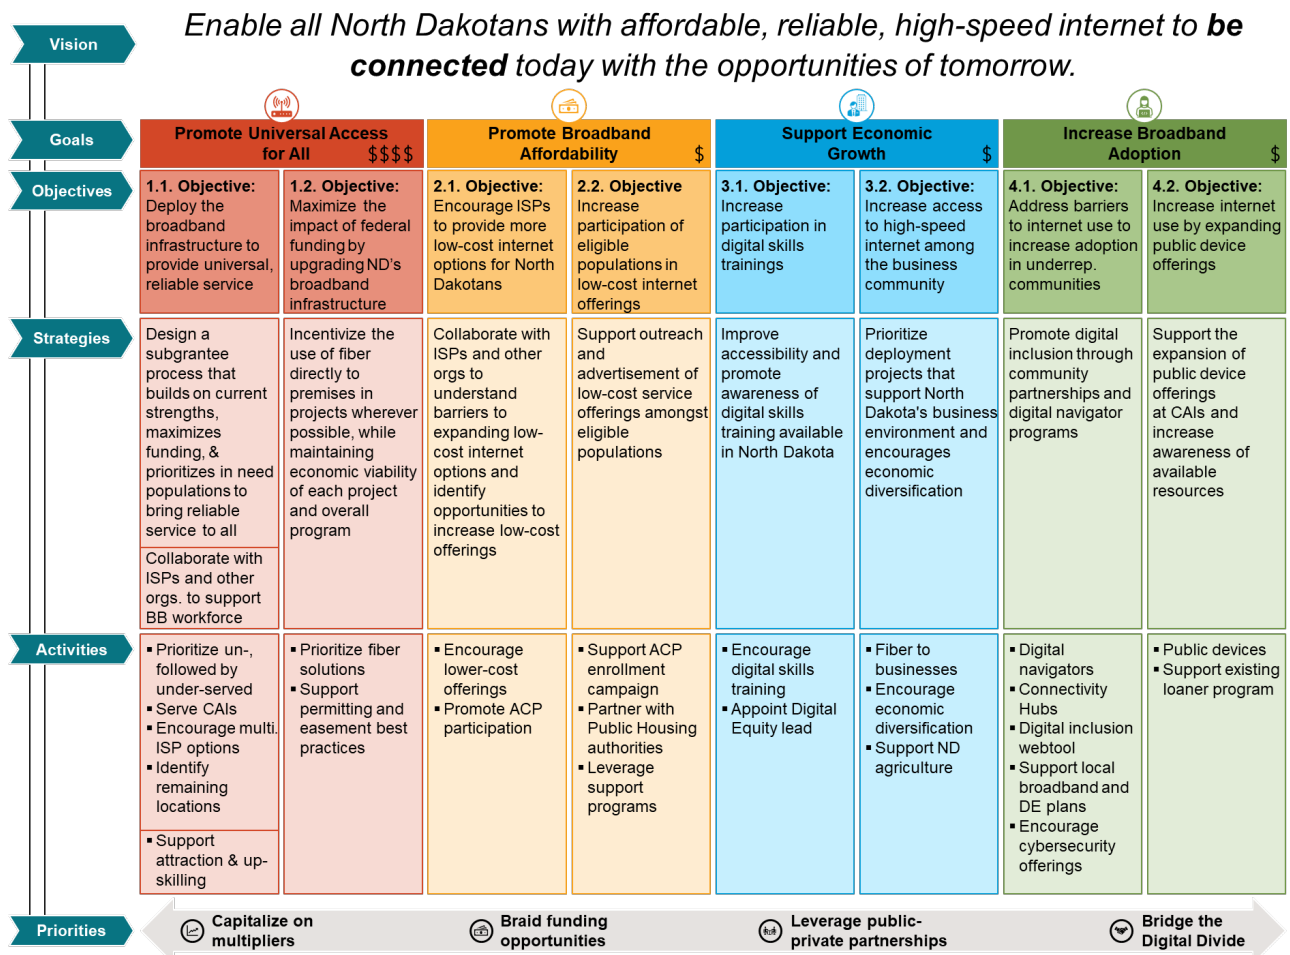 Vision
Enable all North Dakotans with affordable, reliable, high-speed internet to be
connected today with the opportunities of tomorrow.
Goals
Promote Universal Access
for All $$$$
Promote Broadband
Affordability $
Support Economic
Growth $
Increase Broadband
Adoption $
Objectives
1.1. Objective:
Deploy the
broadband
infrastructure to
provide universal,
reliable service
1.2. Objective:
Maximize the
impact of federal
funding by
upgrading ND's
broadband
infrastructure
2.1. Objective:
Encourage ISPs
to provide more
low-cost internet
options for North
Dakotans
2.2. Objective
Increase
participation of
eligible
populations in
low-cost internet
offerings
3.1. Objective:
Increase
participation in
digital skills
trainings
3.2. Objective:
Increase access
to high-speed
internet among
the business
community
4.1. Objective:
Address barriers
to internet use to
increase adoption
in underrep.
communities
4.2. Objective:
Increase internet
use by expanding
public device
offerings
Strategies
Design a
subgrantee
process that
builds on current
strengths,
maximizes
funding, &
prioritizes in need
populations to
bring reliable
service to all
Collaborate with
ISPs and other
orgs. to support
BB workforce
Incentivize the
use of fiber
directly to
premises in
projects wherever
possible, while
maintaining
economic viability
of each project
and overall
program
Collaborate with
ISPs and other
orgs to
understand
barriers to
expanding low-
cost internet
options and
identify
opportunities to
increase low-cost
offerings
Support outreach
and
advertisement of
low-cost service
offerings amongst
eligible
populations
Improve
accessibility and
promote
awareness of
digital skills
training available
in North Dakota
Prioritize
deployment
projects that
support North
Dakota's business
environment and
encourages
economic
diversification
Promote digital
inclusion through
community
partnerships and
digital navigator
programs
Support the
expansion of
public device
offerings
at CAIs and
increase
awareness of
available
resources
Activities
▪ Prioritize un-,
followed by
under-served
▪ Serve CAIs
▪ Encourage multi.
ISP options
▪ Identify
remaining
locations
▪ Support
attraction & up-
skilling
▪ Prioritize fiber
solutions
▪ Support
permitting and
easement best
practices
▪ Encourage
lower-cost
offerings
▪ Promote ACP
participation
▪ Support ACP
enrollment
campaign
▪ Partner with
Public Housing
authorities
▪ Leverage
support
programs
▪ Encourage
digital skills
training
▪ Appoint Digital
Equity lead
▪ Fiber to
businesses
▪ Encourage
economic
diversification
▪ Support ND
agriculture
▪ Digital
navigators
▪ Connectivity
Hubs
▪ Digital inclusion
webtool
▪ Support local
broadband and
DE plans
▪ Encourage
cybersecurity
offerings
▪ Public devices
▪ Support existing
loaner program
Priorities
Capitalize on
multipliers
Braid funding
opportunities
Leverage public-
private partnerships
Bridge the
Digital Divide